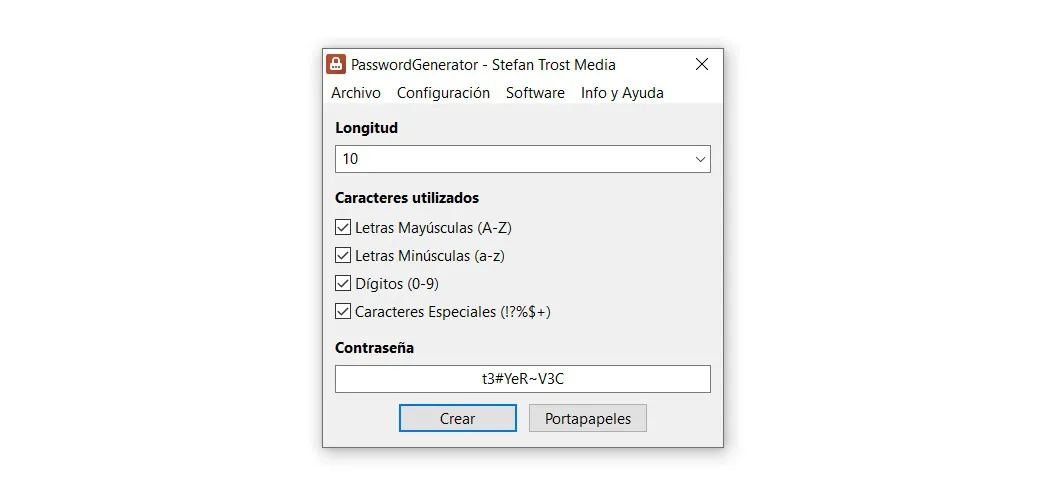 PasswordGenerator - Stefan Trost Media
Archivo Configuración Software Info y Ayuda
Longitud
10
Caracteres utilizados
Letras Mayúsculas (A-Z)
Letras Minúsculas (a-z)
Dígitos (0-9)
Caracteres Especiales (!?%$+)
Contraseña
t3#YeR~V3C
Crear Portapapeles